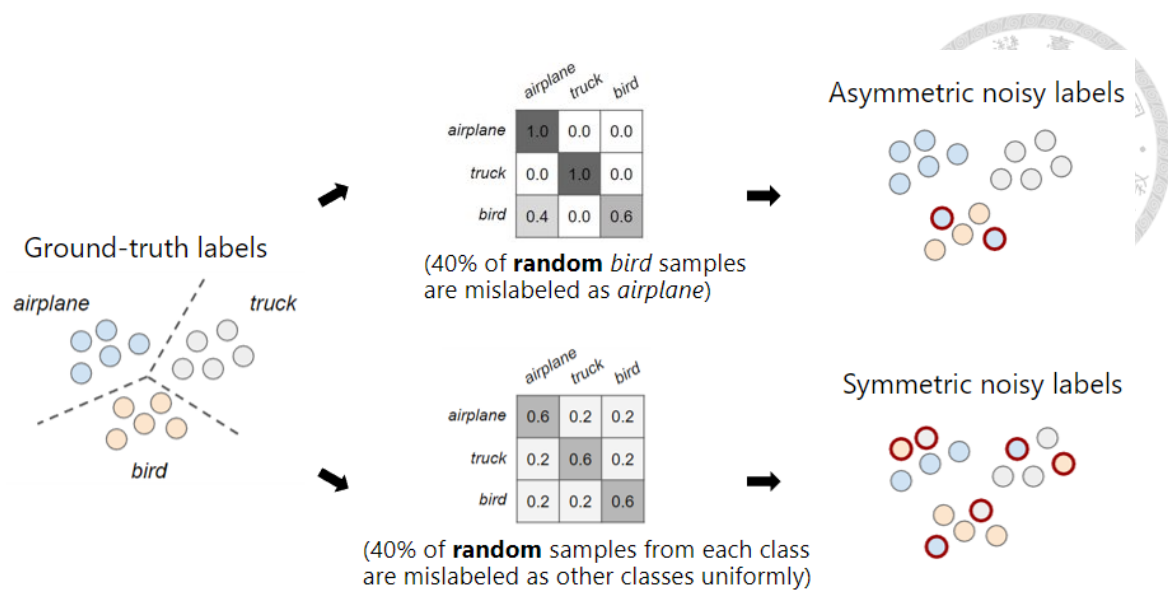 Ground-truth labels
airplane
truck
bird
airplane truck bird
airplane 1.0 0.0 0.0
truck 0.0 1.0 0.0
bird 0.4 0.0 0.6
(40% of random bird samples
are mislabeled as airplane)
Asymmetric noisy labels
airplane truck bird
airplane 0.6 0.2 0.2
truck 0.2 0.6 0.2
bird 0.2 0.2 0.6
(40% of random samples from each class
are mislabeled as other classes uniformly)
Symmetric noisy labels